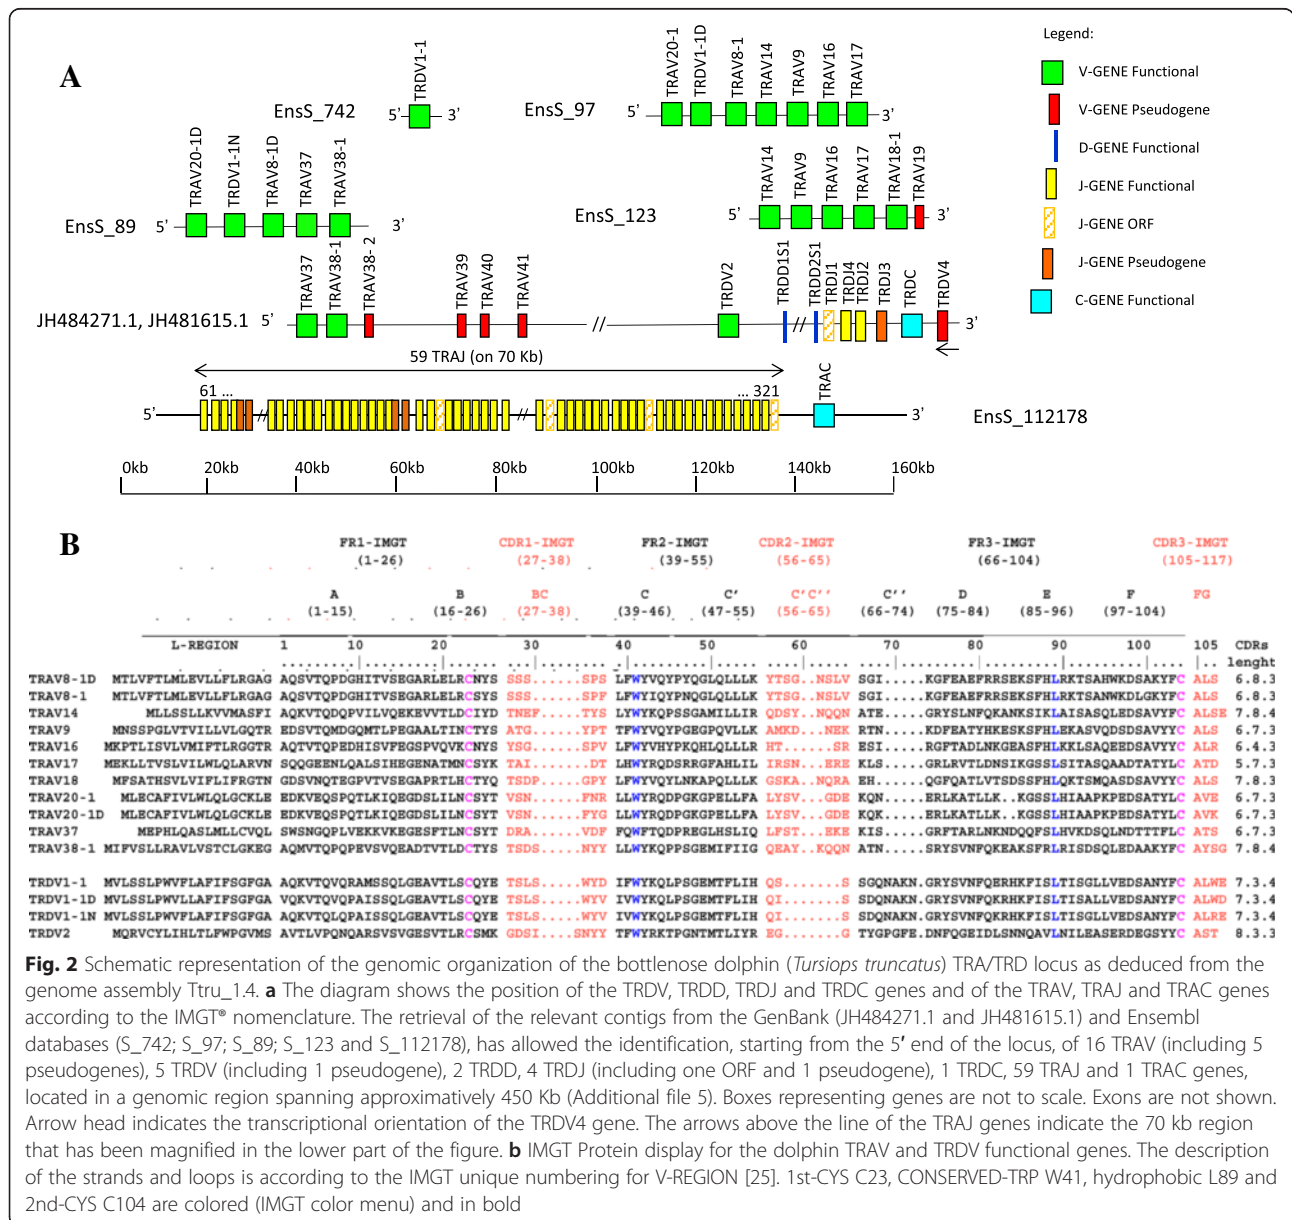 A
Legend:
V-GENE Functional
V-GENE Pseudogene
D-GENE Functional
J-GENE Functional
J-GENE ORF
J-GENE Pseudogene
C-GENE Functional
EnsS_742 5’ TRDV1-1 3’
EnsS_97 5’ TRAV20-1 TRDV1-1D TRAV8-1 TRAV14 TRAV9 TRAV16 TRAV17 3’
EnsS_89 5’ TRAV20-1D TRDV1-1N TRAV8-1D TRAV37 TRAV38-1 3’
EnsS_123 5’ TRAV14 TRAV9 TRAV16 TRAV17 TRAV18-1 TRAV19 3’
JH484271.1, JH481615.1 5’ TRAV37 TRAV38-1 TRAV38- 2 TRAV39 TRAV40 TRAV41 // TRDV2 TRDD1S1 // TRDD2S1 TRDJ1 TRDJ4 TRDJ2 TRDJ3 TRDC TRDV4 3’
59 TRAJ (on 70 Kb)
61 ... ... 321 TRAC
5’ // // 3’ EnsS_112178
0kb 20kb 40kb 60kb 80kb 100kb 120kb 140kb 160kb
B
FR1-IMGT CDR1-IMGT FR2-IMGT CDR2-IMGT FR3-IMGT CDR3-IMGT
(1-26) (27-38) (39-55) (56-65) (66-104) (105-117)
A B BC C C' C'C'' C'' D E F FG
(1-15) (16-26) (27-38) (39-46) (47-55) (56-65) (66-74) (75-84) (85-96) (97-104)
L-REGION 1 10 20 30 40 50 60 70 80 90 100 105 CDRs
lenght
TRAV8-1D MTLVFTLMLEVLLFLRGAG AQSVTQPDGHITVSEGARLELRCNYS SSS......SPS LFWYVQYPYQGLQLLLK YTSG..NSLV SGI.....KGFEAEFRRSEKSFHLRKTSAHWKDSAKYFC ALS 6.8.3
TRAV8-1 MTLVFTLMLEVLLFLRGAG AQSVTQPDGHITVSEGARLELRCNYS SSS......SPF LFWYIQYPNQGLQLLLK YTSG..NSLV SGI.....KGFEAEFRRSEKSFHLRKTSANWKDLGKYFC ALS 6.8.3
TRAV14 MLLSSLLKVVMASFI AQKVTQDQPVILVQEKEVVTLDCIYD TNEF.....TYS LYWYKQPSSGAMILLIR QDSY..NQQN ATE.....GRYSLNFQKANKSIKLAISASQLEDSAVYFC ALSE 7.8.4
TRAV9 MNSSPGLVTVILLVLGQTR EDSVTQMDGQMTLPEGAALTINCTYS ATG......YPT TFWYVQYPGEGPQVLLK AMKD...NEK RTN.....KDFEATYHKESKSFHLEKASVQDSDSAVYFC ALS 6.7.3
TRAV16 MKPTLISVLVMIFTLRGGTR AQTVTQPEDHISVFEGSPVQVKCNYS YSG......SPV LFWYVHYPKQHLQLLLR HT......SR ESI.....RGFTADLNKGEASFHLKKLSAQEEDSAVYFC ALR 6.4.3
TRAV17 MEKLLTVSLVILWLQLARVN SQQGEENLQALSIHEGENATMNCSYK TAI.......DT LHWYRQDSRRGFAHLIL IRSN...ERE KLS.....GRLRVTLDNSIKGSSLSITASQAADTATYLC ATD 5.7.3
TRAV18 MFSATHSVLVIFLIFRGTN GDSVNQTEGPVTVSEGAPRTLHCTYQ TSDP.....GPY LFWYVQYLNKAPQLLLK GSKA..NQRA EH......QGFQATLVTSDSSFHLQKTSMQASDSAVYFC ALS 7.8.3
TRAV20-1 MLECAFIVLWLQLGCKLE EDKVEQSPQTLKIQEGDSLILNCSYT VSN......FNR LLWYRQDPGKGPELLFA LYSV...GDE KQN.....ERLKATLLK..KGSSLHIAAPKPEDSATYLC AVE 6.7.3
TRAV20-1D MLECAFIVLWLQLGCKLE EDKVEQSPQTLKIQEGDSLILNCSYT VSN......FYG LLWYRQDPGKGPELLFA LYSV...GDE KQN.....ERLKATLLK..KGSSLHIAAPKPEDSATYLC AVK 6.7.3
TRAV37 MEPHLQASLMLLCVQL SWSNGQPLVEKKVKEGESFTLNCSYT DRA......VDF FQWFTQDPREGLHSLIQ LFST...EKE KIS.....GRFTARLNKNDQQFSLHVKDSQLNDTTTFLC ATS 6.7.3
TRAV38-1 MIFVSLLRAVLVSTCLGKEG AQMVTQPQPEVSVQEADTVTLDCTYS TSDS.....NYY LLWYKQPPSGEMIFIIG QEAY..KQQN ATN.....SRYSVNFQKEAKSFRLRISDSQLEDAAKYFC AYSG 7.8.4
TRDV1-1 MVLSSLPWVFLAFIFSGFGA AQKVTQVQRAMSSQLGEAVTLSCQYE TSLS.....WYD IFWYKQLPSGEMTFLIH QS.......S SGQNAKN.GRYSVNFQERHKFISLTISGLLVEDSANYFC ALWE 7.3.4
TRDV1-1D MVLSSLPWVFLLAFIFSGFGA VQKVTQVQPAISSQLGEAVTLSCQYE TSLS.....WYV IVWYKQLPSGEMTFLIH QI.......S SDQNAKN.GRYSVNFQKRHKFISLTISALLVEDSANYFC ALWD 7.3.4
TRDV1-1N MVLSSLPWVFLAFIFSGFGA AQKVTQLQPAISSQLGEAVTLSCQYE TSLS.....WYV IVWYKQLPSGEMTFLIH QI.......S SDQNAKN.GRYSVNFQKRHKFISLTISGLLVEDSANYFC ALRE 7.3.4
TRDV2 MQRVCYLIHLTLFWPGVMS AVTLVPQNQARSVSVGESVTLRCSMK GDSI....SNYY TFWYRKTPGNTMTLIYR EG.......G TYGPGFE.DNFQGEIDLSNNQAVLNILEASERDEGSYYC AST 8.3.3
Fig. 2 Schematic representation of the genomic organization of the bottlenose dolphin (Tursiops truncatus) TRA/TRD locus as deduced from the
genome assembly Ttru_1.4. a The diagram shows the position of the TRDV, TRDD, TRDJ and TRDC genes and of the TRAV, TRAJ and TRAC genes
according to the IMGT® nomenclature. The retrieval of the relevant contigs from the GenBank (JH484271.1 and JH481615.1) and Ensembl
databases (S_742; S_97; S_89; S_123 and S_112178), has allowed the identification, starting from the 5′ end of the locus, of 16 TRAV (including 5
pseudogenes), 5 TRDV (including 1 pseudogene), 2 TRDD, 4 TRDJ (including one ORF and 1 pseudogene), 1 TRDC, 59 TRAJ and 1 TRAC genes,
located in a genomic region spanning approximatively 450 Kb (Additional file 5). Boxes representing genes are not to scale. Exons are not shown.
Arrow head indicates the transcriptional orientation of the TRDV4 gene. The arrows above the line of the TRAJ genes indicate the 70 kb region
that has been magnified in the lower part of the figure. b IMGT Protein display for the dolphin TRAV and TRDV functional genes. The description
of the strands and loops is according to the IMGT unique numbering for V-REGION [25]. 1st-CYS C23, CONSERVED-TRP W41, hydrophobic L89 and
2nd-CYS C104 are colored (IMGT color menu) and in bold